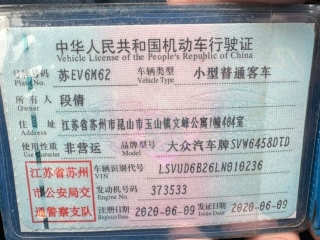 中华人民共和国机动车行驶证
Vehicle License of the People's Republic of China
号牌号码 苏EV6M62 车辆类型 小型普通客车
Plate No. Vehicle Type
所有人 段倩
Owner
住址 江苏省苏州市昆山市玉山镇文峰公寓1幢404室
Address
使用性质 非营运 品牌型号 大众汽车牌SVW6458DTD
Use Character Model
江苏省苏州
市公安局交
通警察支队
车辆识别代号 LSVUD6B26LN010236
VIN
发动机号码 373533
注册日期 2020-06-09 发证日期 2020-06-09
Register Date Issue Date